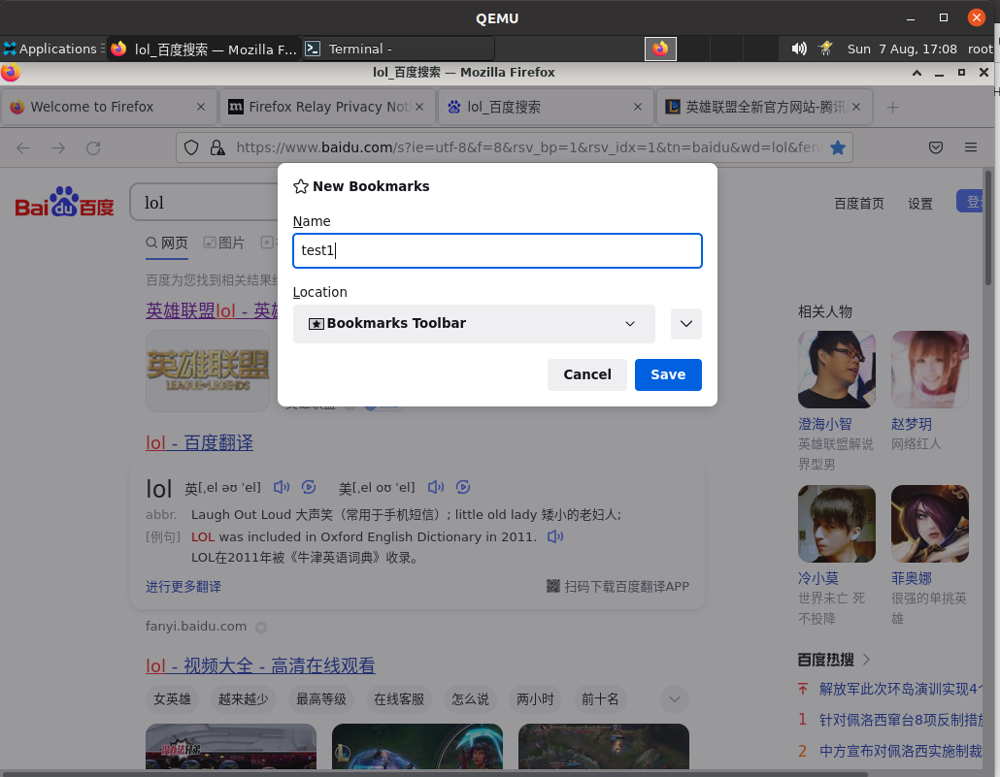 QEMU
Applications
lol_百度搜索 — Mozilla F...
Terminal -
Sun 7 Aug, 17:08 root
lol_百度搜索 — Mozilla Firefox
Welcome to Firefox
Firefox Relay Privacy Not
lol_百度搜索
英雄联盟全新官方网站-腾讯
https://www.baidu.com/s?ie=utf-8&f=8&rsv_bp=1&rsv_idx=1&tn=baidu&wd=lol&fen
New Bookmarks
Name
test1
Location
Bookmarks Toolbar
Cancel
Save
Bai du 百度
lol
百度首页
设置
登
网页
图片
百度为您找到相关结果
英雄联盟lol - 英
英雄联盟
LEAGUE OF LEGENDS
lol - 百度翻译
lol 英[ˌel əʊ ˈel] 美[ˌel oʊ ˈel]
abbr. Laugh Out Loud 大声笑（常用于手机短信）; little old lady 矮小的老妇人;
[例句] LOL was included in Oxford English Dictionary in 2011.
LOL在2011年被《牛津英语词典》收录。
进行更多翻译
扫码下载百度翻译APP
fanyi.baidu.com
lol - 视频大全 - 高清在线观看
女英雄
越来越少
最高等级
在线客服
怎么说
两小时
前十名
相关人物
澄海小智
英雄联盟解说
界型男
赵梦玥
网络红人
冷小莫
世界未亡 死
不投降
菲奥娜
很强的单挑英
雄
百度热搜
解放军此次环岛演训实现4
1 针对佩洛西窜台8项反制措施
2 中方宣布对佩洛西实施制裁